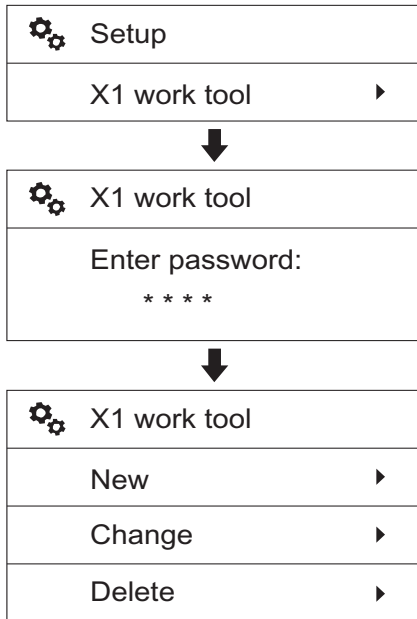 Setup
X1 work tool
X1 work tool
Enter password:
* * * *
X1 work tool
New
Change
Delete